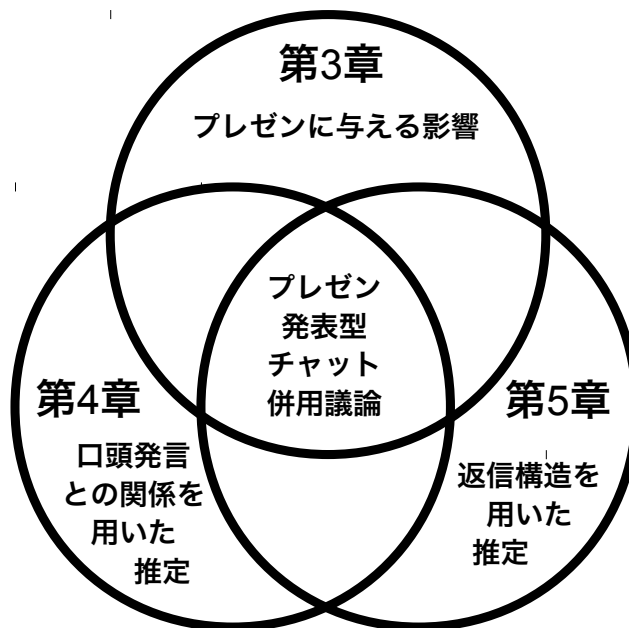 第3章
プレゼンに与える影響
プレゼン
発表型
チャット
併用議論
第4章
口頭発言
との関係を
用いた
推定
第5章
返信構造を
用いた
推定